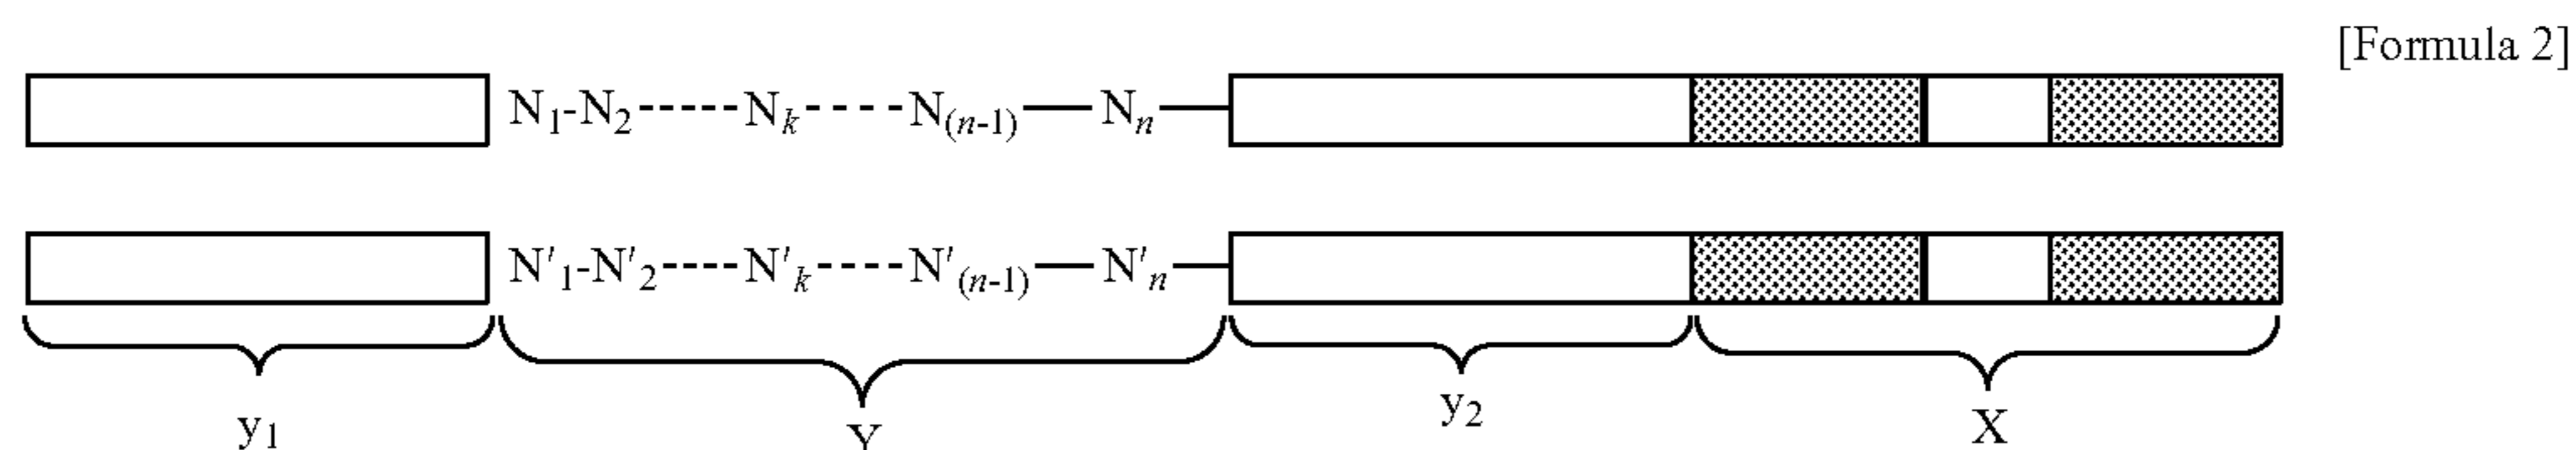 [Formula 2]
N₁-N₂-----Nₖ----N₍ₙ₋₁₎—Nₙ—
N'₁-N'₂-----N'ₖ-----N'₍ₙ₋₁₎—N'ₙ—
y₁ Y y₂ X